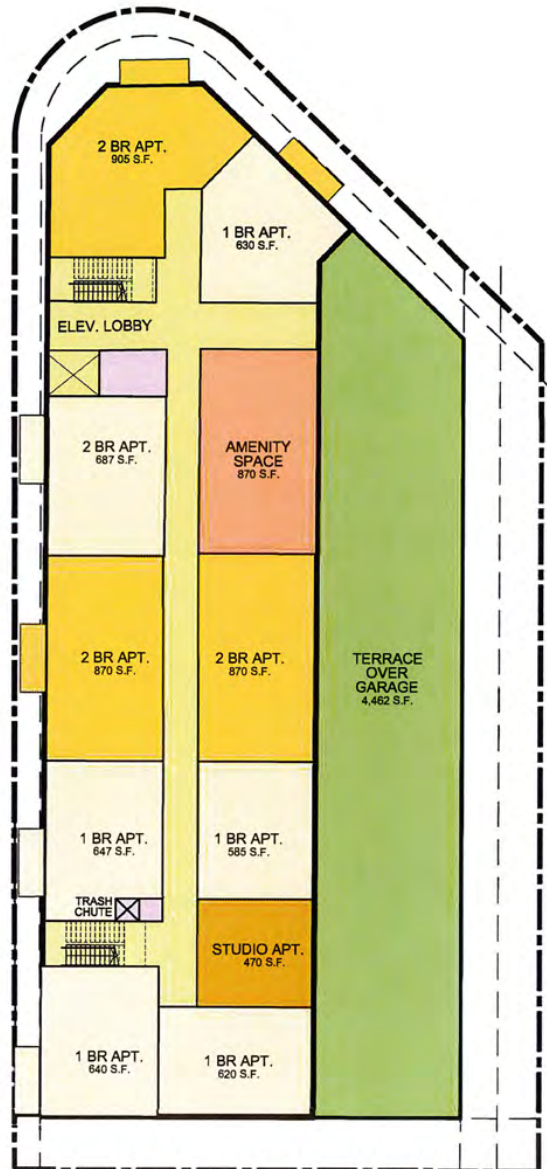 2 BR APT.
905 S.F.
1 BR APT.
630 S.F.
ELEV. LOBBY
2 BR APT.
687 S.F.
AMENITY
SPACE
870 S.F.
2 BR APT.
870 S.F.
2 BR APT.
870 S.F.
TERRACE
OVER
GARAGE
4,462 S.F.
1 BR APT.
647 S.F.
1 BR APT.
585 S.F.
TRASH
CHUTE
STUDIO APT.
470 S.F.
1 BR APT.
640 S.F.
1 BR APT.
620 S.F.